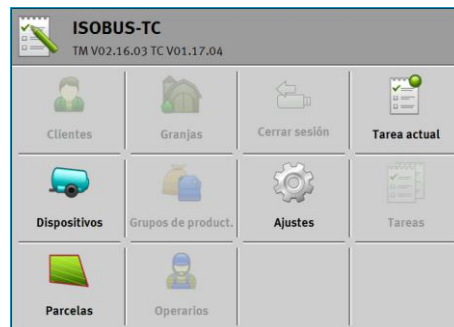 ISOBUS-TC
TM V02.16.03 TC V01.17.04
Clientes
Granjas
Cerrar sesión
Tarea actual
Dispositivos
Grupos de product.
Ajustes
Tareas
Parcelas
Operarios